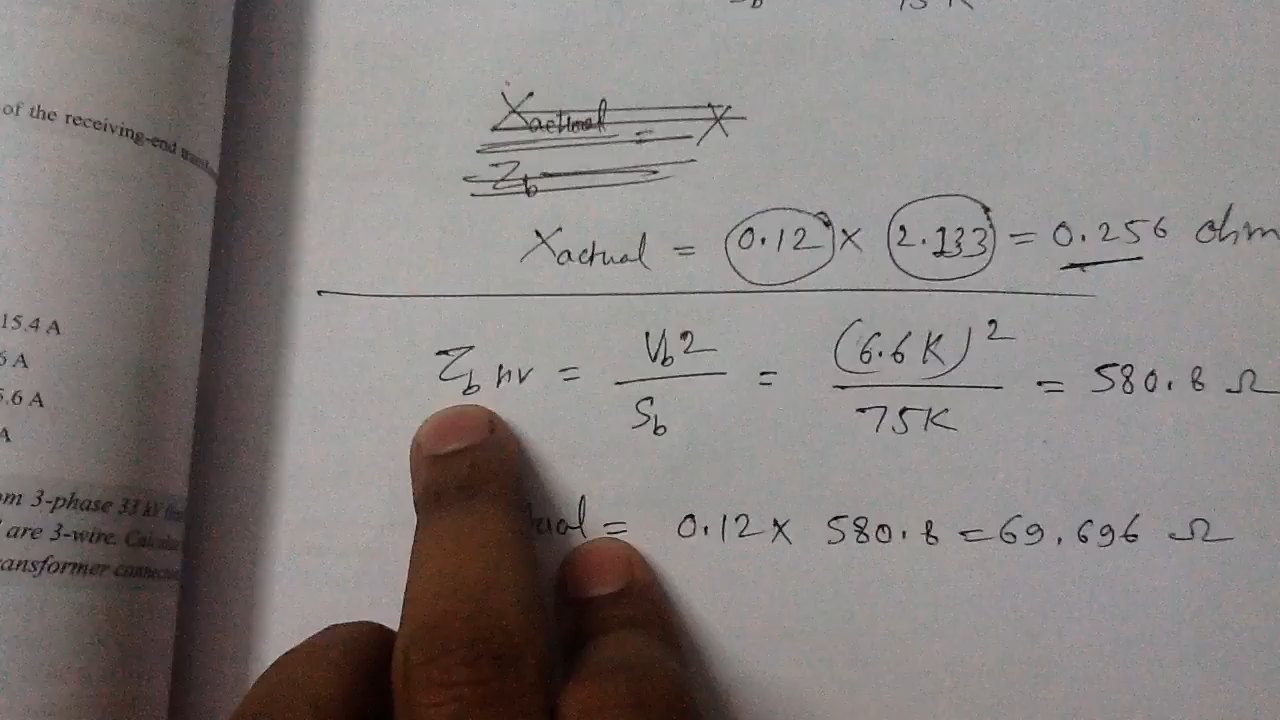 of the receiving-end
15.4 A
6 A
5.6 A
A
om 3-phase 33 kV
are 3-wire.
ansformer
15 K
Xactual = X
Zb
Xactual = 0.12 × 2.133 = 0.256 ohm
Zb HV = Vb2 / Sb = (6.6K)² / 75K = 580.8 Ω
ual = 0.12 × 580.8 = 69.696 Ω